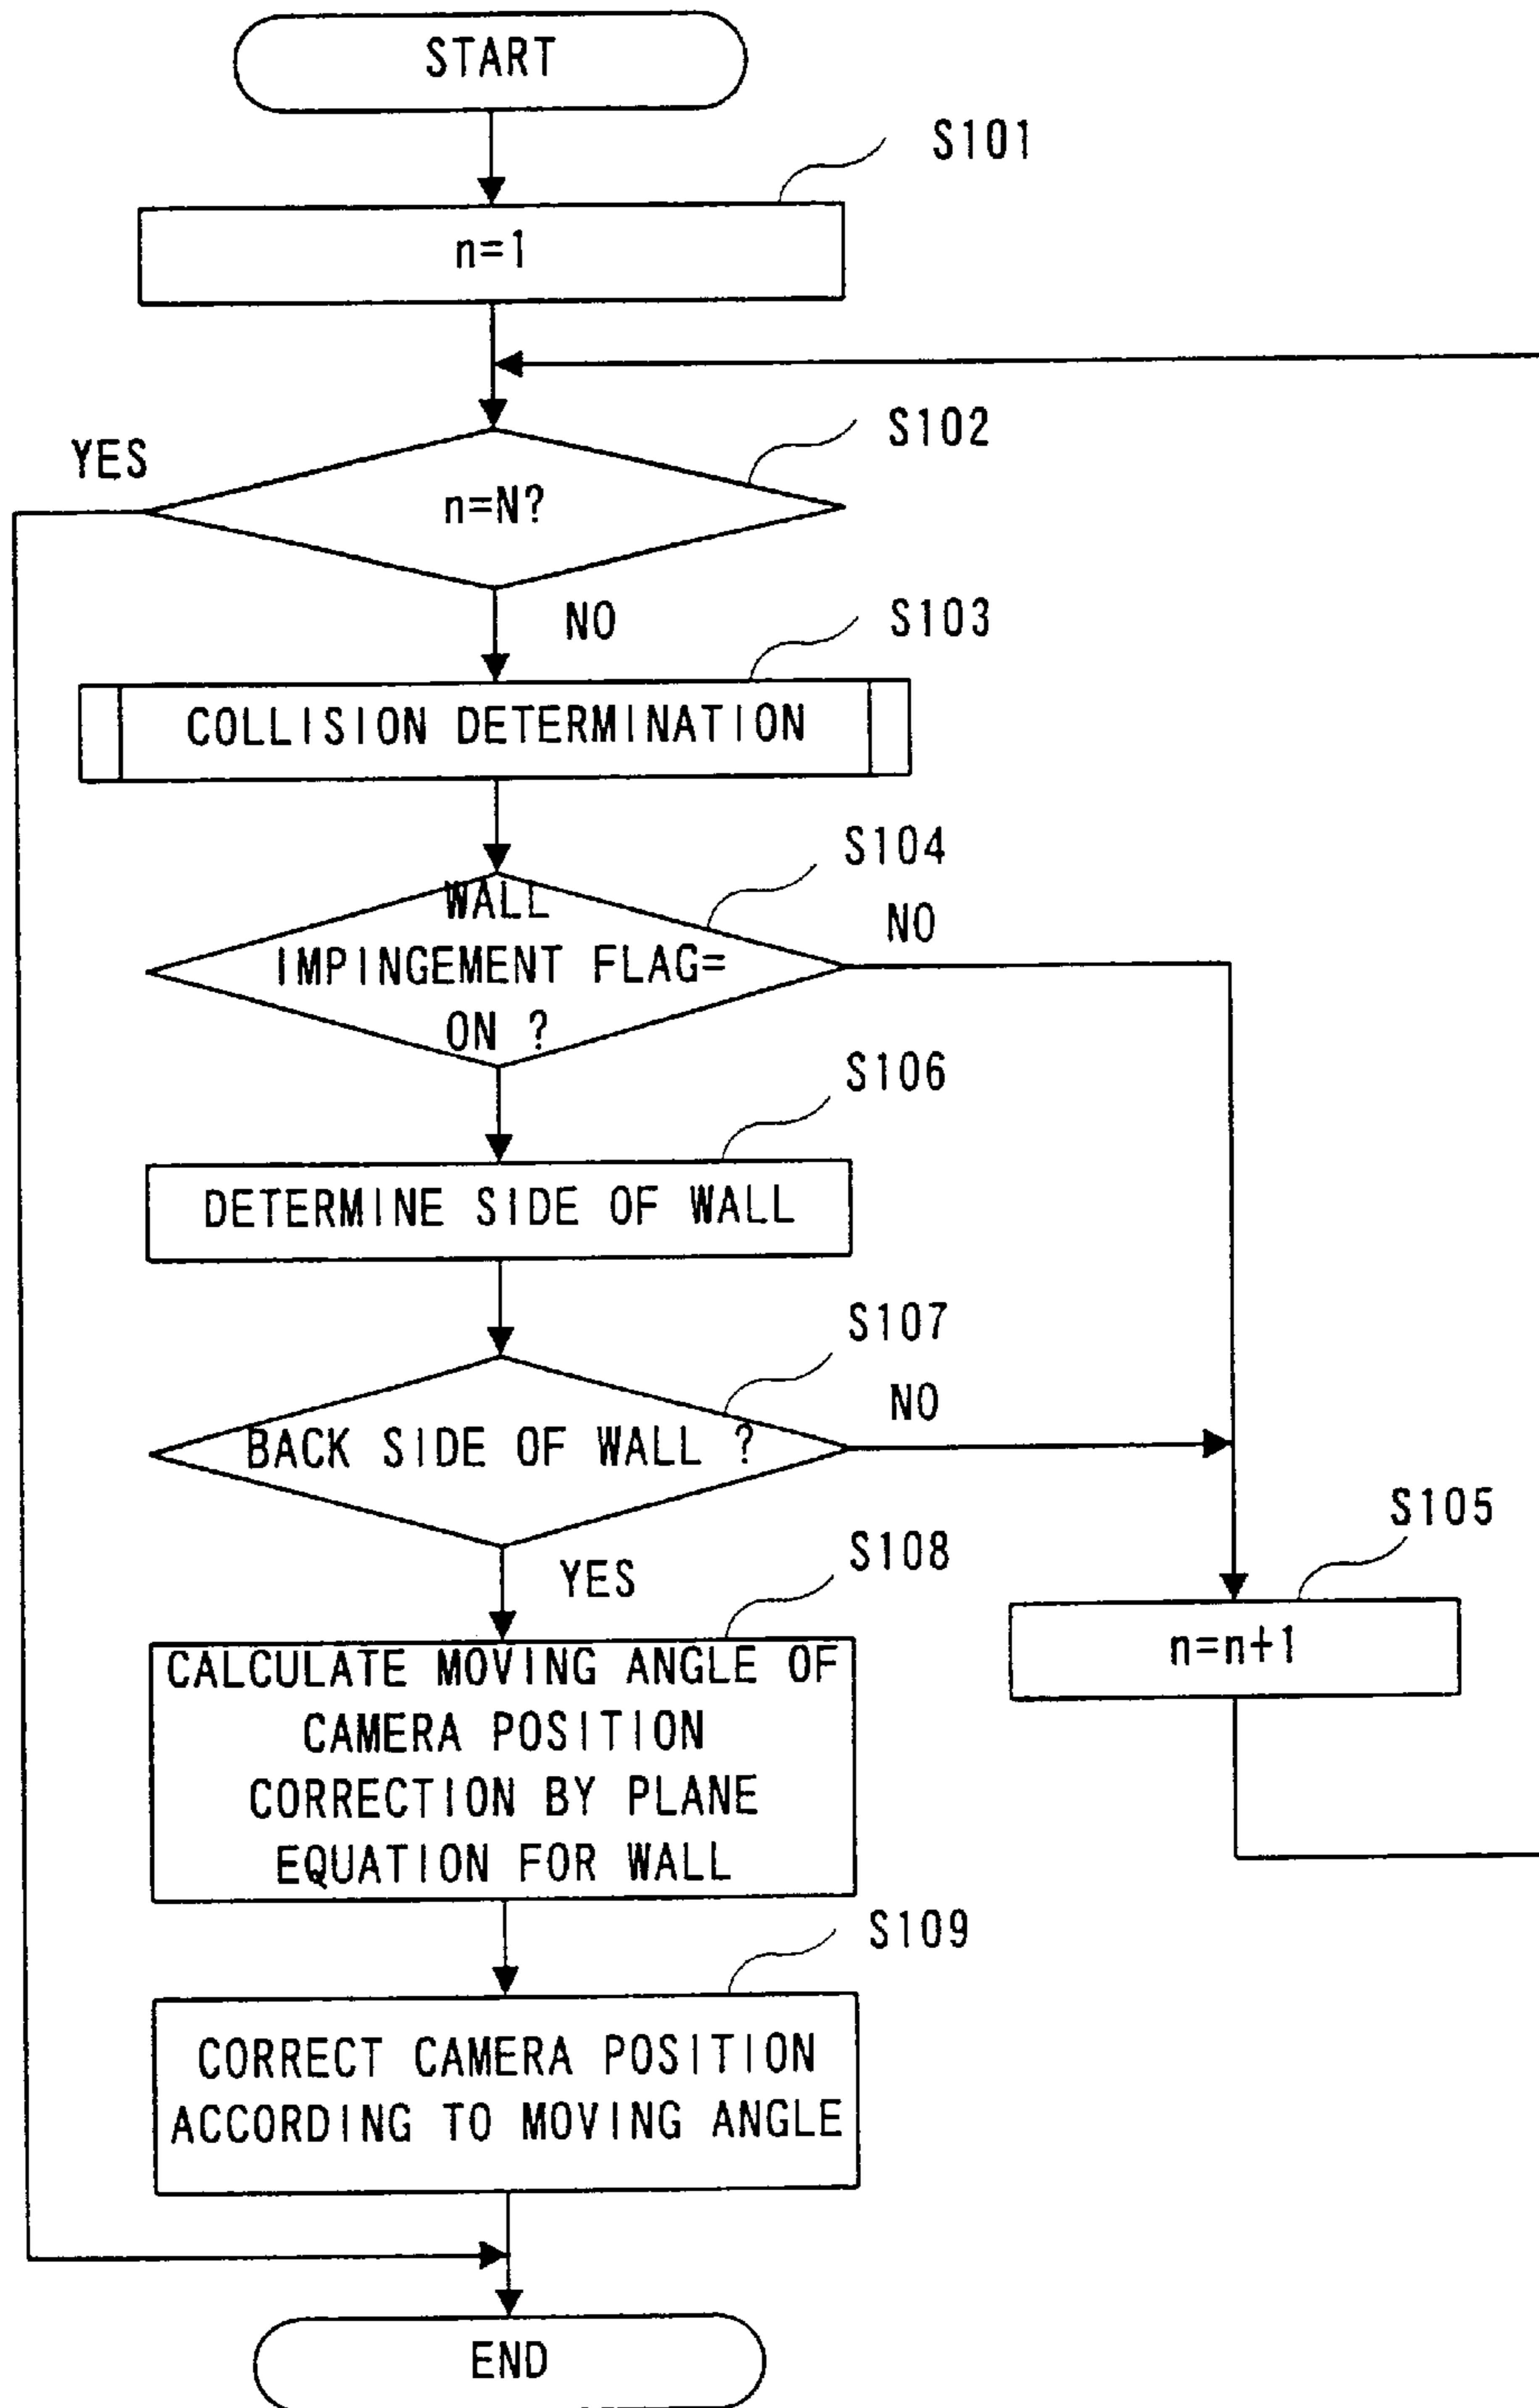 START
S101
n=1
S102
YES
n=N?
NO
S103
COLLISION DETERMINATION
S104
WALL
NO
IMPINGEMENT FLAG=
ON ?
S106
DETERMINE SIDE OF WALL
S107
NO
BACK SIDE OF WALL ?
S105
S108
YES
CALCULATE MOVING ANGLE OF
n=n+1
CAMERA POSITION
CORRECTION BY PLANE
EQUATION FOR WALL
S109
CORRECT CAMERA POSITION
ACCORDING TO MOVING ANGLE
END